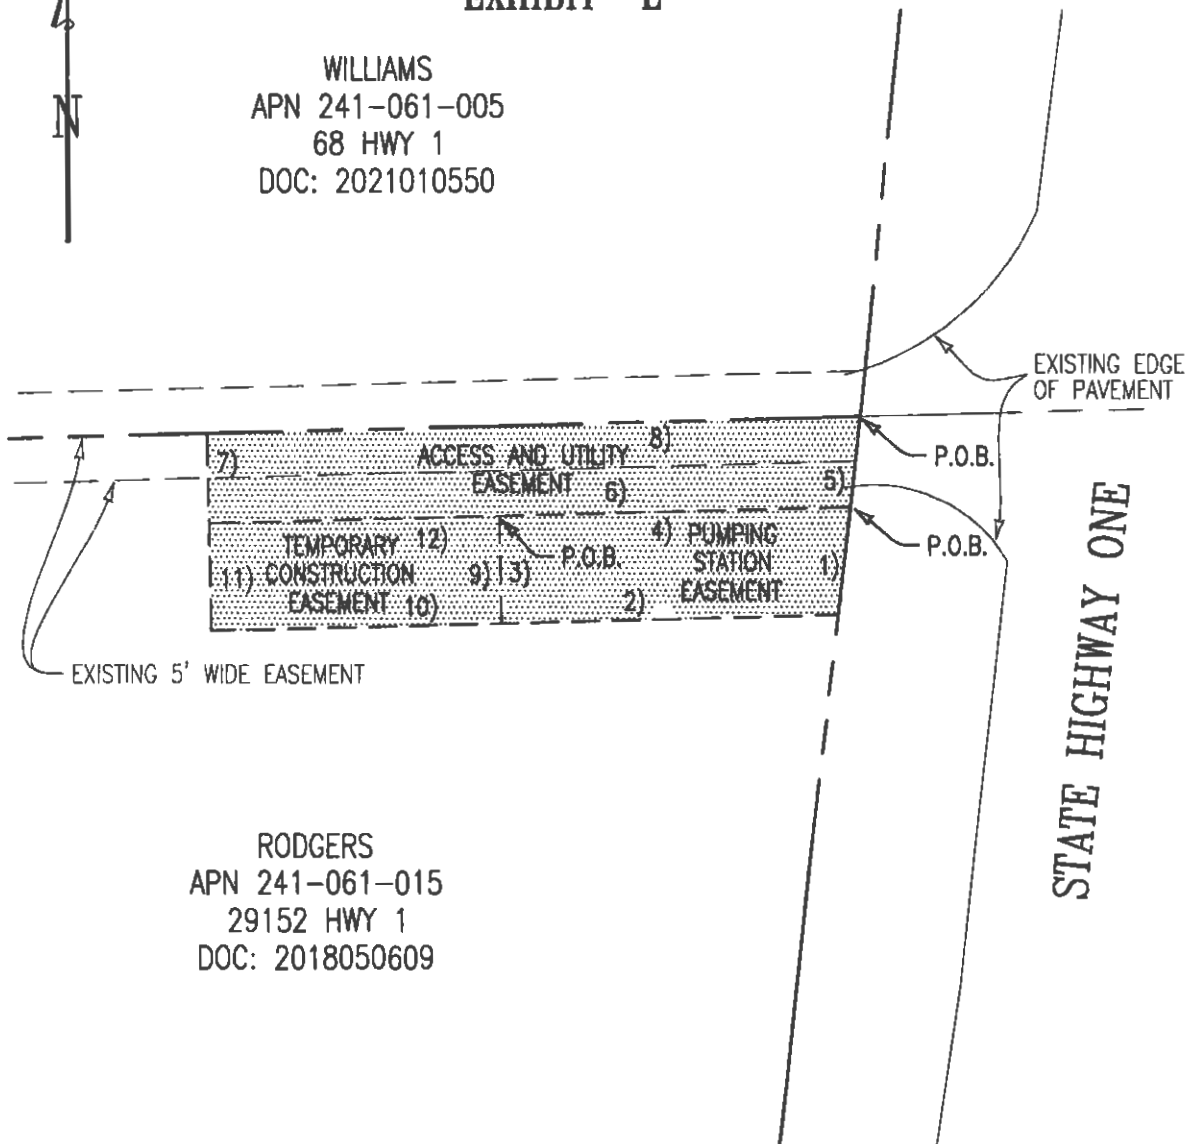 EXHIBIT "E"
N
WILLIAMS
APN 241-061-005
68 HWY 1
DOC: 2021010550
EXISTING EDGE
OF PAVEMENT
P.O.B.
8)
7)
ACCESS AND UTILITY
EASEMENT
6)
5)
P.O.B.
4)
PUMPING
STATION
EASEMENT
1)
P.O.B.
TEMPORARY
CONSTRUCTION
EASEMENT
12)
11)
9)
3)
10)
2)
EXISTING 5' WIDE EASEMENT
STATE HIGHWAY ONE
RODGERS
APN 241-061-015
29152 HWY 1
DOC: 2018050609